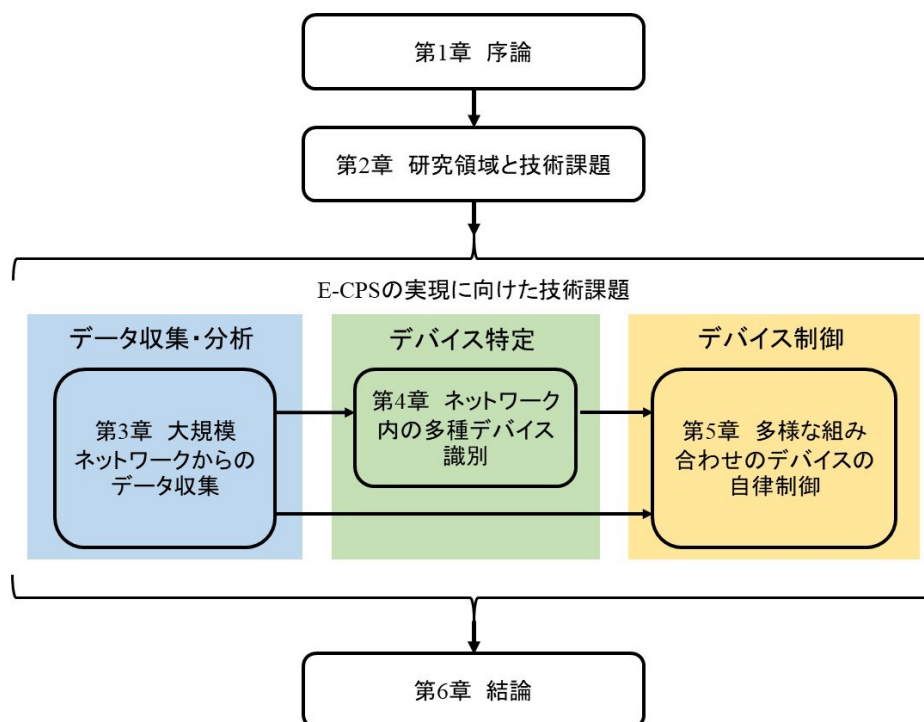 第1章 序論
第2章 研究領域と技術課題
E-CPSの実現に向けた技術課題
データ収集・分析
第3章 大規模
ネットワークからの
データ収集
デバイス特定
第4章 ネットワーク
内の多種デバイス
識別
デバイス制御
第5章 多様な組み
合わせのデバイスの
自律制御
第6章 結論